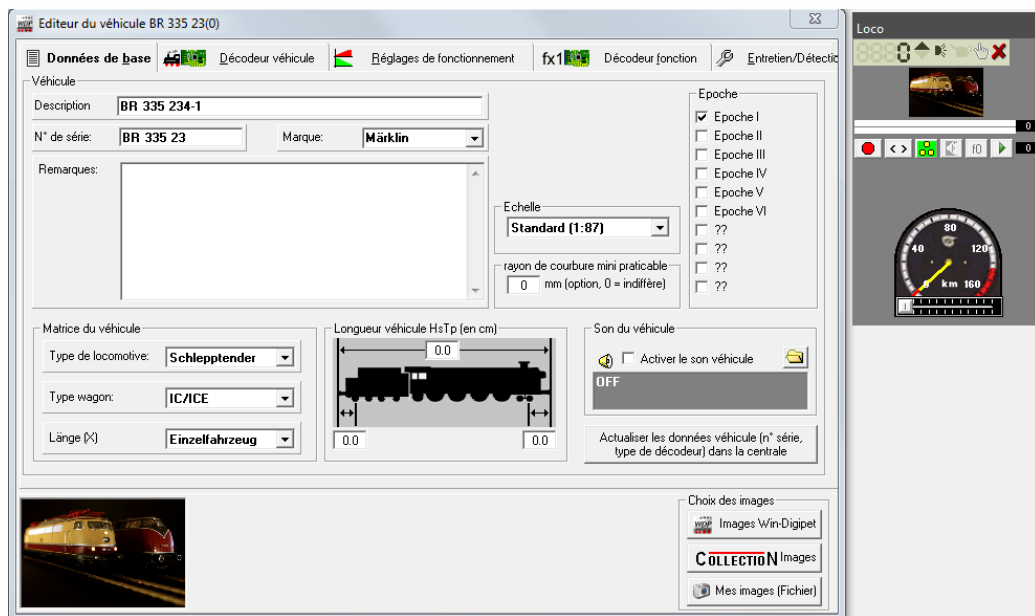 Editeur du véhicule BR 335 23(0)
Données de base
Décodeur véhicule
Réglages de fonctionnement
fx1
Décodeur fonction
Entretien/Détectic
Véhicule
Description
BR 335 234-1
N° de série:
BR 335 23
Marque:
Märklin
Remarques:
Epoche
Epoche I
Epoche II
Epoche III
Epoche IV
Epoche V
Epoche VI
??
??
??
??
Echelle
Standard (1:87)
rayon de courbure mini praticable
0 mm (option, 0 = indiffère)
Matrice du véhicule
Type de locomotive:
Schlepptender
Type wagon:
IC/ICE
Länge (X)
Einzelfahrzeug
Longueur véhicule HsTp (en cm)
0.0
0.0
0.0
Son du véhicule
Activer le son véhicule
OFF
Actualiser les données véhicule (n° série,
type de décodeur) dans la centrale
Choix des images
WDP Images Win-Digipet
COLLECTION Images
Mes images (Fichier)
Loco
0
0
< >
f0
0
40
80
120
0
km
160